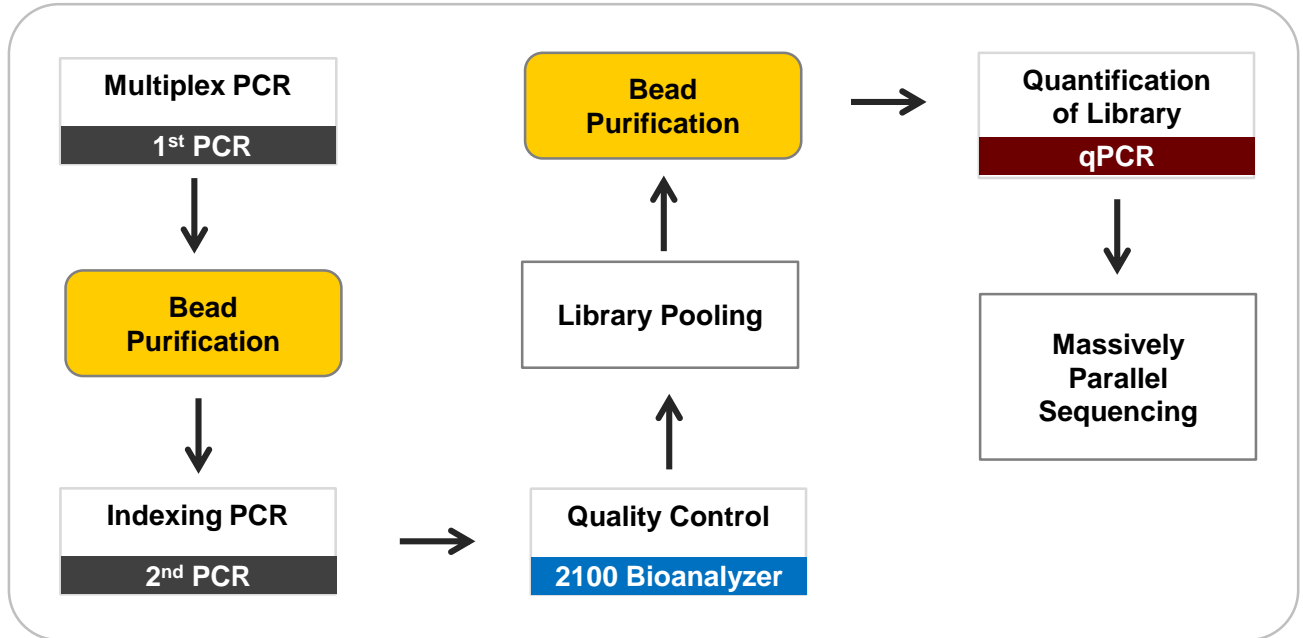 Multiplex PCR
1st PCR
Bead
Purification
Indexing PCR
2nd PCR
Quality Control
2100 Bioanalyzer
Library Pooling
Bead
Purification
Quantification
of Library
qPCR
Massively
Parallel
Sequencing